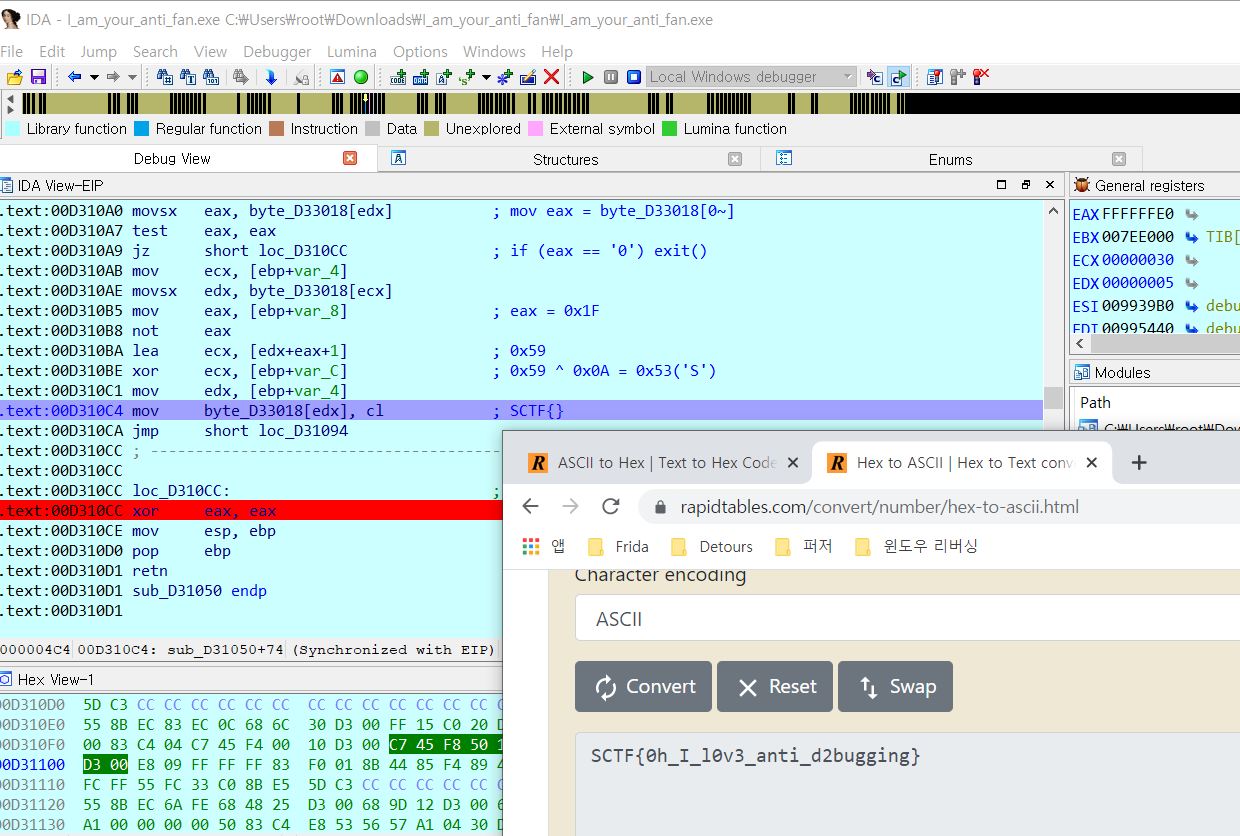 IDA - I_am_your_anti_fan.exe C:₩Users₩root₩Downloads₩I_am_your_anti_fan₩I_am_your_anti_fan.exe
File Edit Jump Search View Debugger Lumina Options Windows Help
Local Windows debugger
Library function Regular function Instruction Data Unexplored External symbol Lumina function
Debug View Structures Enums
IDA View-EIP
General registers
.text:00D310A0 movsx eax, byte_D33018[edx] ; mov eax = byte_D33018[0~]
.text:00D310A7 test eax, eax
.text:00D310A9 jz short loc_D310CC ; if (eax == '0') exit()
.text:00D310AB mov ecx, [ebp+var_4]
.text:00D310AE movsx edx, byte_D33018[ecx]
.text:00D310B5 mov eax, [ebp+var_8] ; eax = 0x1F
.text:00D310B8 not eax
.text:00D310BA lea ecx, [edx+eax+1] ; 0x59
.text:00D310BE xor ecx, [ebp+var_C] ; 0x59 ^ 0x0A = 0x53('S')
.text:00D310C1 mov edx, [ebp+var_4]
.text:00D310C4 mov byte_D33018[edx], cl ; SCTF{}
.text:00D310CA jmp short loc_D31094
.text:00D310CC ; ----------------------------------------
.text:00D310CC
.text:00D310CC loc_D310CC: ;
.text:00D310CC xor eax, eax
.text:00D310CE mov esp, ebp
.text:00D310D0 pop ebp
.text:00D310D1 retn
.text:00D310D1 sub_D31050 endp
.text:00D310D1
EAX FFFFFFE0
EBX 007EE000 TIB[
ECX 00000030
EDX 00000005
ESI 009939B0 debu
EDI 00995440 debu
Modules
Path
C:₩Users₩root₩Dow
000004C4 00D310C4: sub_D31050+74 (Synchronized with EIP)
Hex View-1
00D310D0 5D C3 CC CC CC CC CC CC CC CC CC CC CC CC
00D310E0 55 8B EC 83 EC 0C 68 6C 30 D3 00 FF 15 C0 20
00D310F0 00 83 C4 04 C7 45 F4 00 10 D3 00 C7 45 F8 50
00D31100 D3 00 E8 09 FF FF FF 83 F0 01 8B 44 85 F4 89
00D31110 FC FF 55 FC 33 C0 8B E5 5D C3 CC CC CC CC CC
00D31120 55 8B EC 6A FE 68 48 25 D3 00 68 9D 12 D3 00
00D31130 A1 00 00 00 00 50 83 C4 E8 53 56 57 A1 04 30
ASCII to Hex | Text to Hex Code Hex to ASCII | Hex to Text conv
rapidtables.com/convert/number/hex-to-ascii.html
앱 Frida Detours 퍼저 윈도우 리버싱
Character encoding
ASCII
Convert Reset Swap
SCTF{0h_I_l0v3_anti_d2bugging}